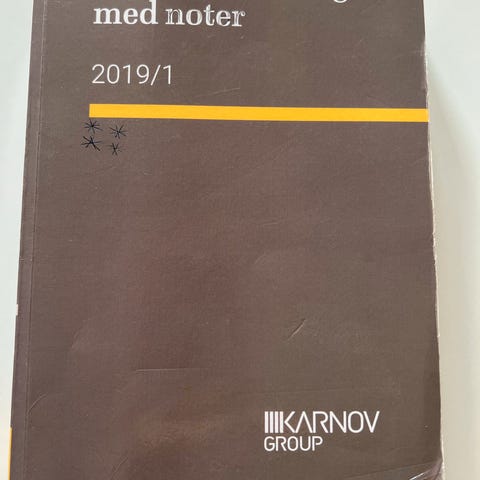 med noter
2019/1
KARNOV
GROUP